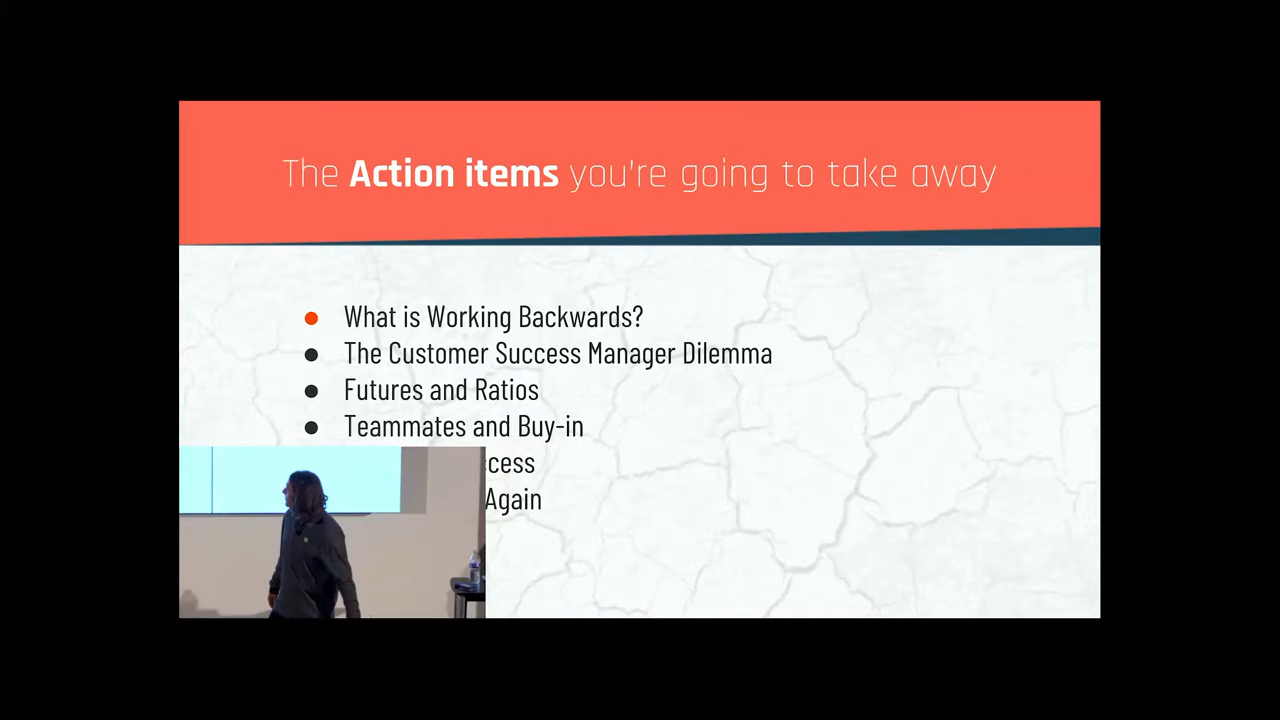 The Action items you're going to take away
What is Working Backwards?
The Customer Success Manager Dilemma
Futures and Ratios
Teammates and Buy-in
Again